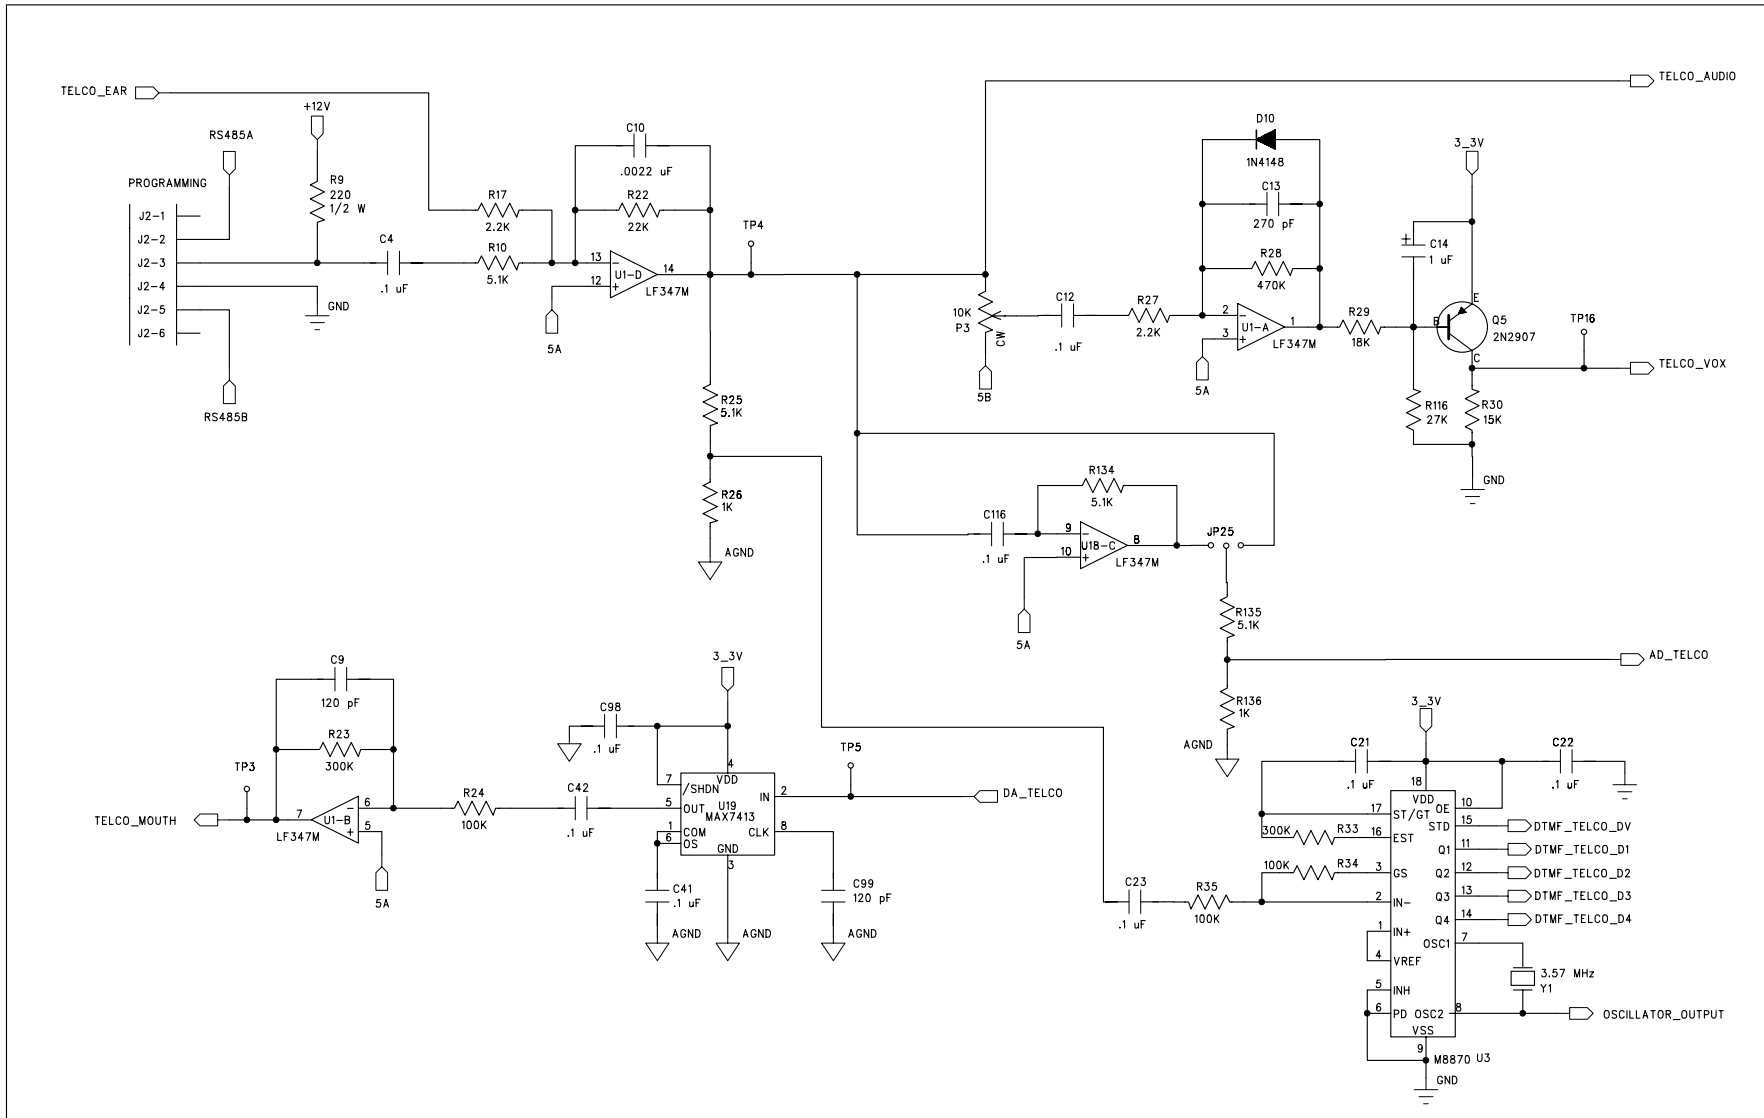 TELCO_EAR
+12V
RS485A
PROGRAMMING
J2-1
J2-2
J2-3
J2-4
J2-5
J2-6
RS485B
R9
220
1/2 W
GND
C4
.1 uF
R17
2.2K
R10
5.1K
C10
.0022 uF
R22
22K
13
12
14
U1-D
LF347M
5A
TP4
R25
5.1K
R26
1K
AGND
TELCO_AUDIO
10K
P3
CW
5B
C12
.1 uF
R27
2.2K
D10
1N4148
C13
270 pF
R28
470K
2
3
1
U1-A
LF347M
5A
R29
18K
3_3V
C14
1 uF
E
B
C
Q5
2N2907
TP16
TELCO_VOX
R116
27K
R30
15K
GND
C116
.1 uF
R134
5.1K
9
10
8
U18-C
LF347M
5A
JP25
R135
5.1K
AD_TELCO
R136
1K
AGND
C9
120 pF
R23
300K
TP3
TELCO_MOUTH
7
6
5
U1-B
LF347M
5A
R24
100K
C42
.1 uF
C98
.1 uF
3_3V
4
7
VDD
/SHDN
U19
MAX7413
IN
2
5
OUT
1
COM
6
OS
CLK
8
GND
3
TP5
DA_TELCO
C41
.1 uF
C99
120 pF
AGND
AGND
AGND
C23
.1 uF
R35
100K
3_3V
C21
.1 uF
C22
.1 uF
18
VDD
17
ST/GT
OE
10
300K
R33
16
EST
STD
15
DTMF_TELCO_DV
Q1
11
DTMF_TELCO_D1
100K
R34
3
GS
Q2
12
DTMF_TELCO_D2
2
IN-
Q3
13
DTMF_TELCO_D3
Q4
14
DTMF_TELCO_D4
1
IN+
OSC1
7
4
VREF
3.57 MHz
Y1
5
INH
6
PD
OSC2
8
OSCILLATOR_OUTPUT
VSS
9
M8870 U3
GND